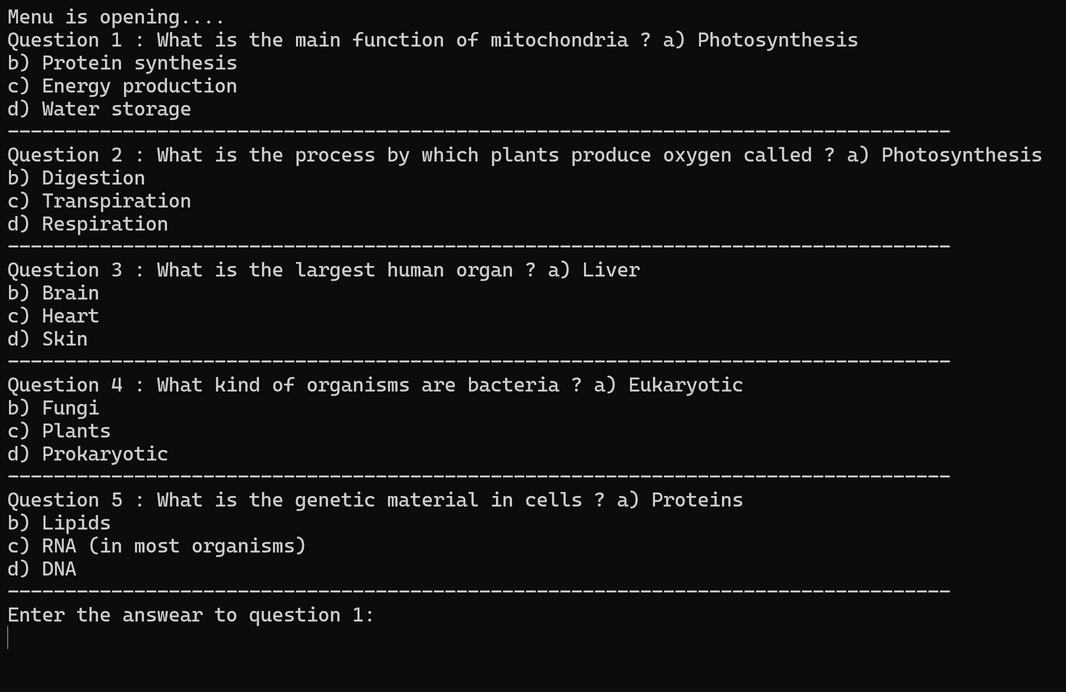 Menu is opening....
Question 1 : What is the main function of mitochondria ? a) Photosynthesis
b) Protein synthesis
c) Energy production
d) Water storage
----------------------------------------------------------------------------------
Question 2 : What is the process by which plants produce oxygen called ? a) Photosynthesis
b) Digestion
c) Transpiration
d) Respiration
----------------------------------------------------------------------------------
Question 3 : What is the largest human organ ? a) Liver
b) Brain
c) Heart
d) Skin
----------------------------------------------------------------------------------
Question 4 : What kind of organisms are bacteria ? a) Eukaryotic
b) Fungi
c) Plants
d) Prokaryotic
----------------------------------------------------------------------------------
Question 5 : What is the genetic material in cells ? a) Proteins
b) Lipids
c) RNA (in most organisms)
d) DNA
----------------------------------------------------------------------------------
Enter the answear to question 1: